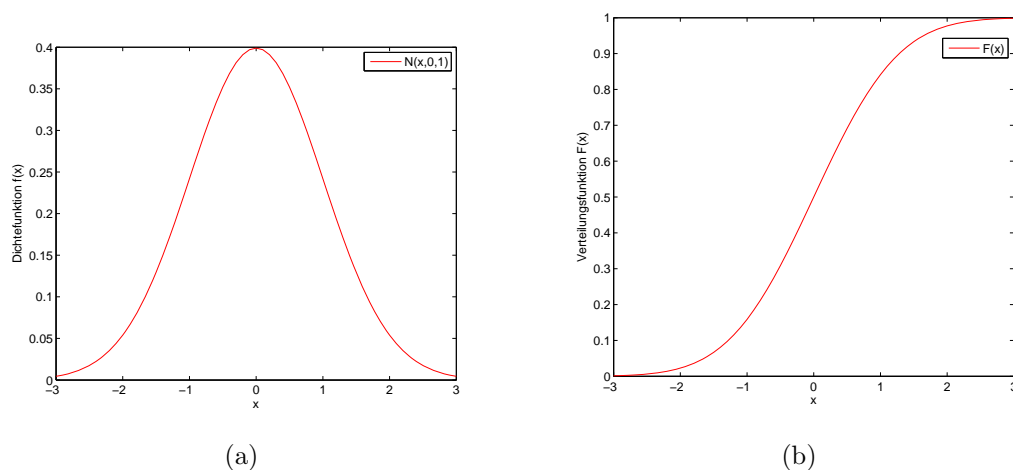 0.4
0.35
0.3
0.25
0.2
0.15
0.1
0.05
0
−3 −2 −1 0 1 2 3
x
Dichtefunktion f(x)
N(x,0,1)
(a)
1
0.9
0.8
0.7
0.6
0.5
0.4
0.3
0.2
0.1
0
−3 −2 −1 0 1 2 3
x
Verteilungsfunktion F(x)
F(x)
(b)